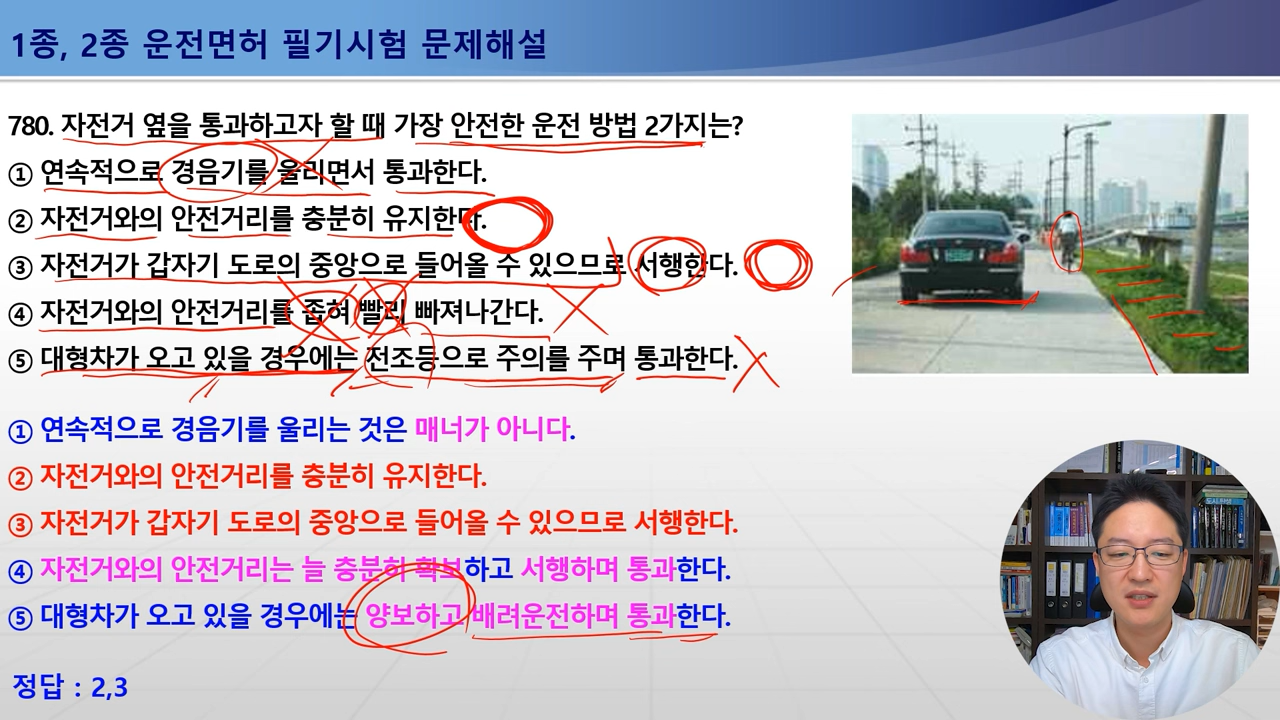 1종, 2종 운전면허 필기시험 문제해설
780. 자전거 옆을 통과하고자 할 때 가장 안전한 운전 방법 2가지는?
① 연속적으로 경음기를 울리면서 통과한다.
② 자전거와의 안전거리를 충분히 유지한다.
③ 자전거가 갑자기 도로의 중앙으로 들어올 수 있으므로 서행한다.
④ 자전거와의 안전거리를 좁혀 빨리 빠져나간다.
⑤ 대형차가 오고 있을 경우에는 전조등으로 주의를 주며 통과한다.
① 연속적으로 경음기를 울리는 것은 매너가 아니다.
② 자전거와의 안전거리를 충분히 유지한다.
③ 자전거가 갑자기 도로의 중앙으로 들어올 수 있으므로 서행한다.
④ 자전거와의 안전거리는 늘 충분히 확보하고 서행하며 통과한다.
⑤ 대형차가 오고 있을 경우에는 양보하고 배려운전하며 통과한다.
정답 : 2,3